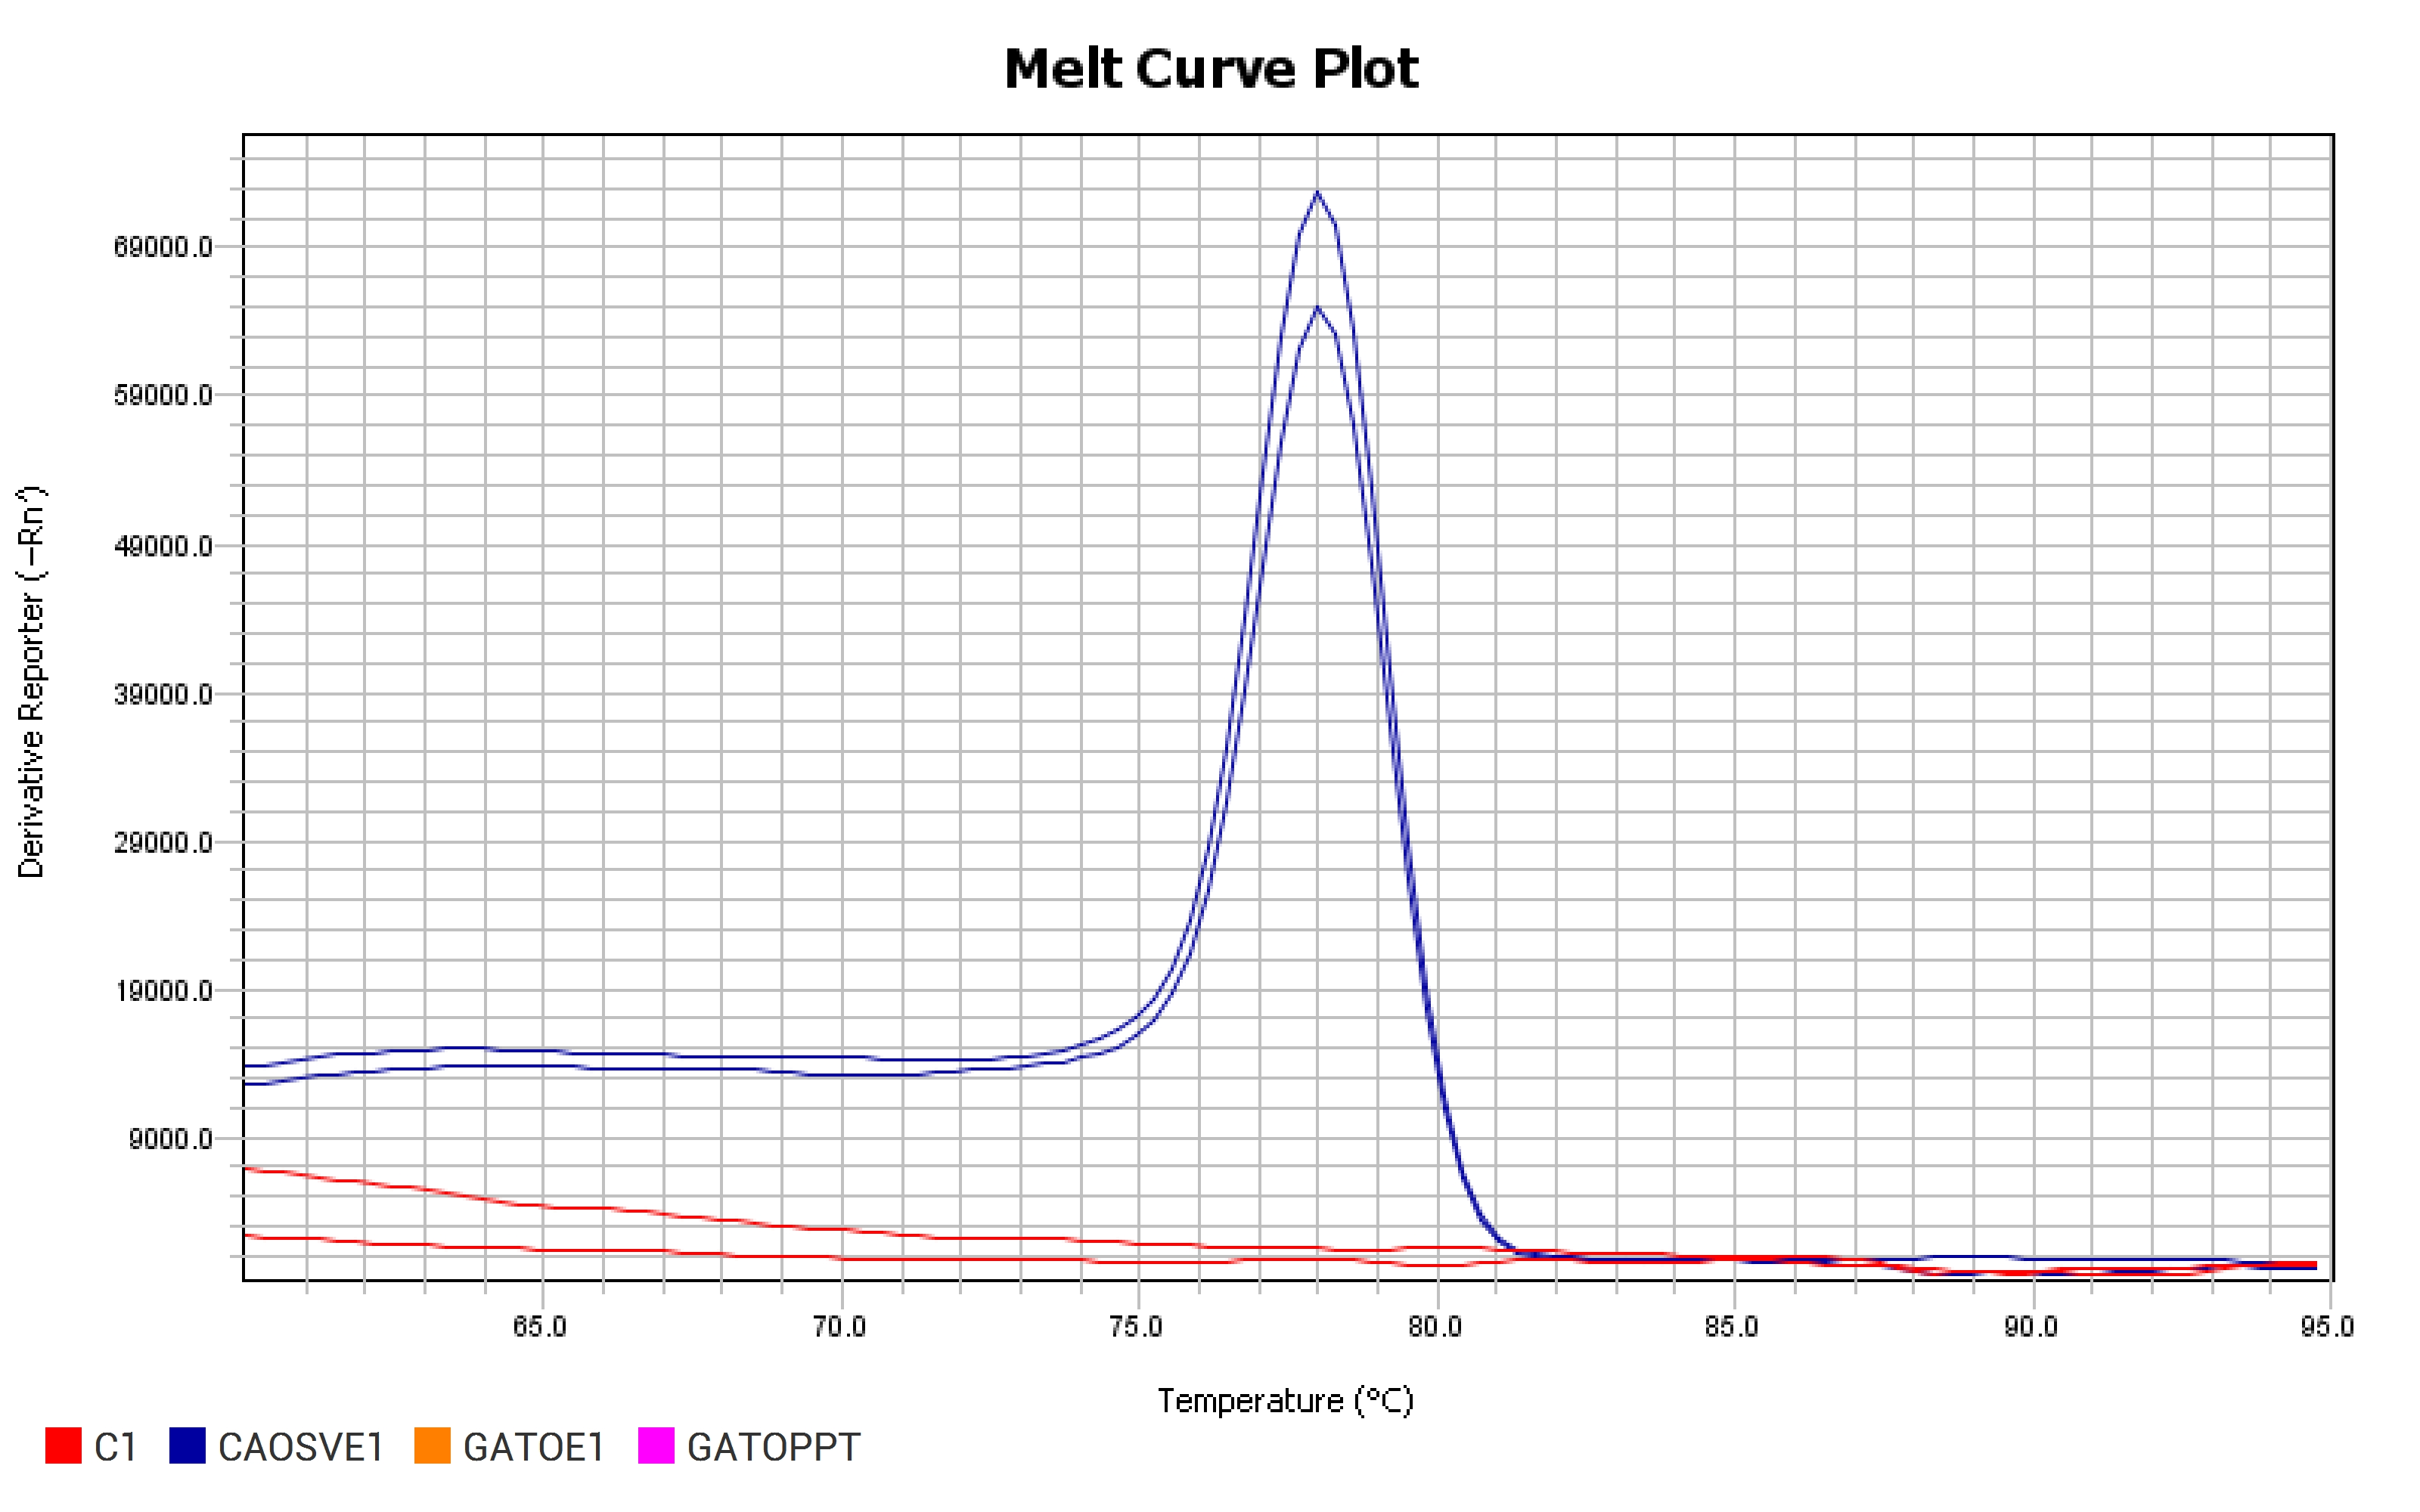 Melt Curve Plot
Derivative Reporter (-Rn')
69000.0
59000.0
49000.0
39000.0
29000.0
19000.0
9000.0
65.0 70.0 75.0 80.0 85.0 90.0 95.0
Temperature (°C)
C1 CAOSVE1 GATOE1 GATOPPT